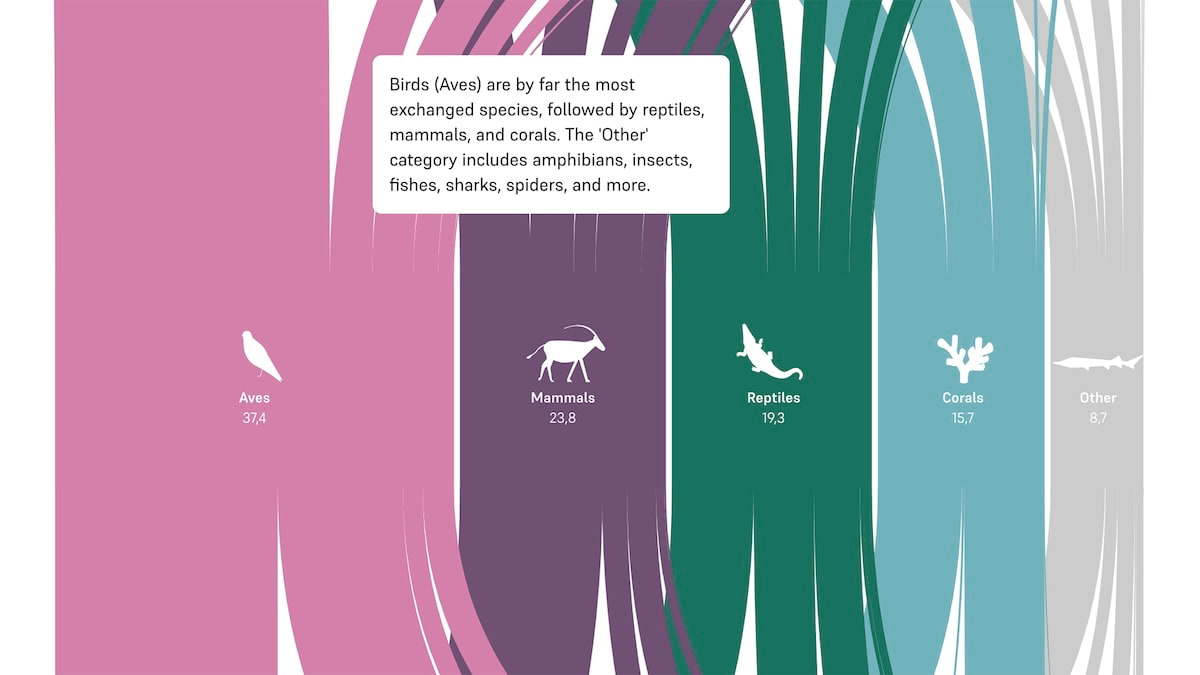 Birds (Aves) are by far the most
exchanged species, followed by reptiles,
mammals, and corals. The 'Other'
category includes amphibians, insects,
fishes, sharks, spiders, and more.
Aves
37,4
Mammals
23,8
Reptiles
19,3
Corals
15,7
Other
8,7